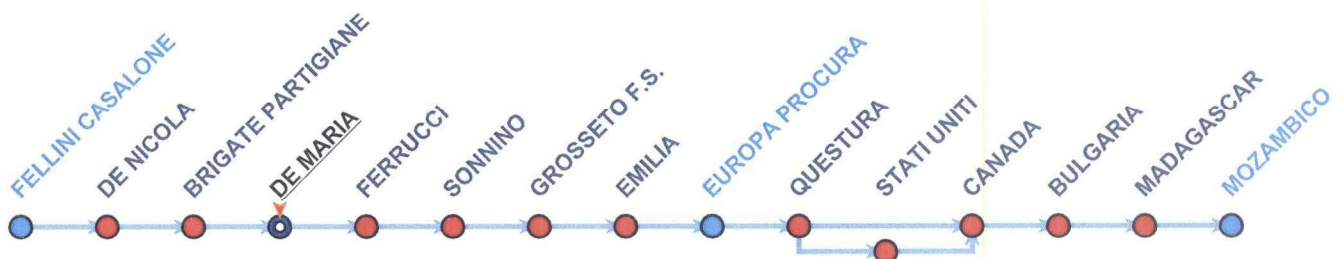 FELLINI CASALONE
DE NICOLA
BRIGATE PARTIGIANE
DE MARIA
FERRUCCI
SONNINO
GROSSETO F.S.
EMILIA
EUROPA PROCURA
QUESTURA
STATI UNITI
CANADA
BULGARIA
MADAGASCAR
MOZAMBICO